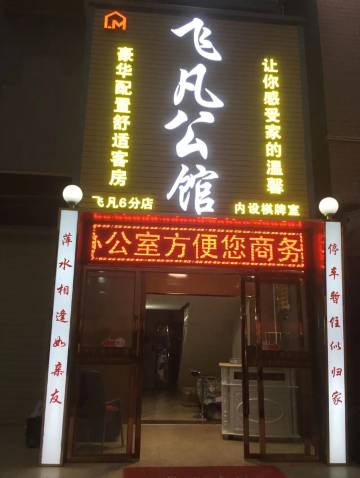 LM
飞凡公馆
豪华配置舒适客房
让你感受家的温馨
飞凡6分店
内设棋牌室
办公室方便您商务
萍水相逢如亲友
停车暂住似归家